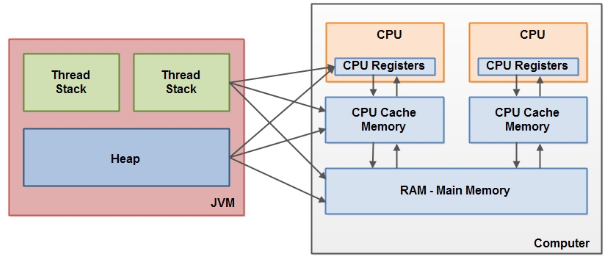 CPU
CPU
CPU Registers
CPU Registers
Thread
Stack
Thread
Stack
CPU Cache
Memory
CPU Cache
Memory
Heap
RAM - Main Memory
JVM
Computer